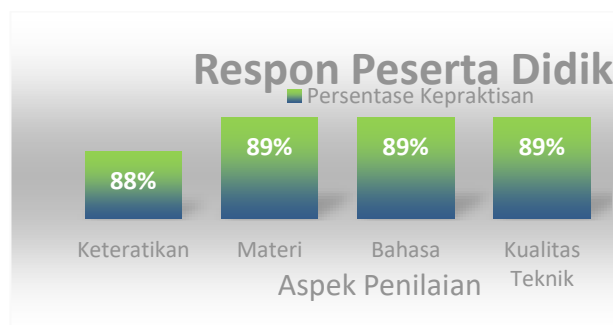 Respon Peserta Didik
Persentase Kepraktisan
88%
89%
89%
89%
Keteratikan
Materi
Bahasa
Kualitas
Teknik
Aspek Penilaian